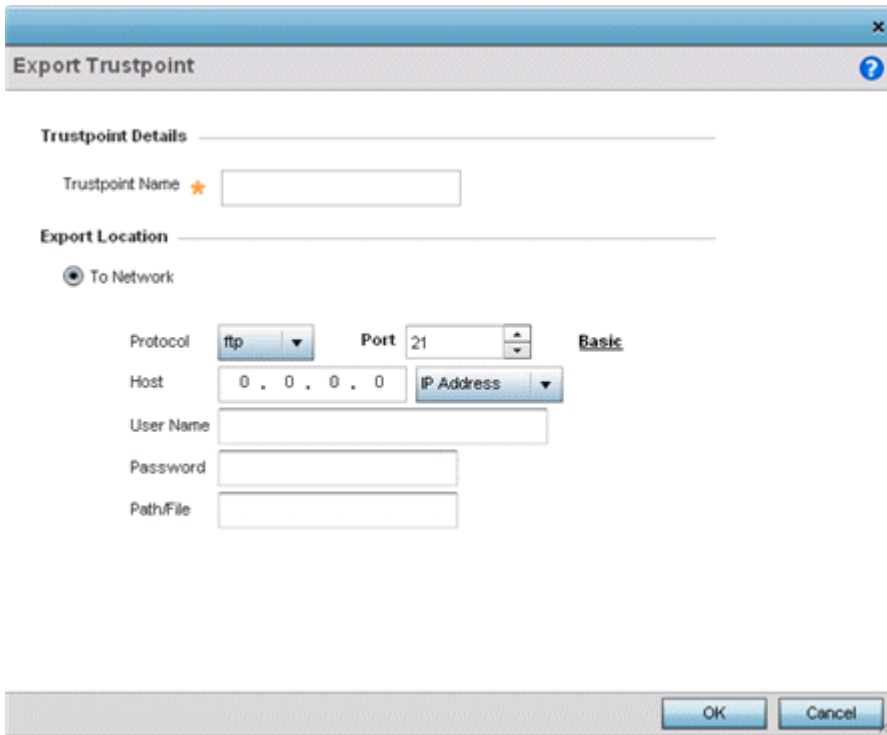 Export Trustpoint
Trustpoint Details
Trustpoint Name *
Export Location
To Network
Protocol ftp Port 21 Basic
Host 0 . 0 . 0 . 0 IP Address
User Name
Password
Path/File
OK Cancel